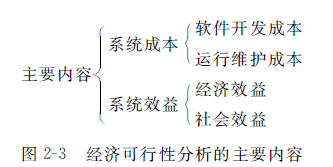 软件开发成本
系统成本
运行维护成本
主要内容
经济效益
系统效益
社会效益
图 2-3 经济可行性分析的主要内容